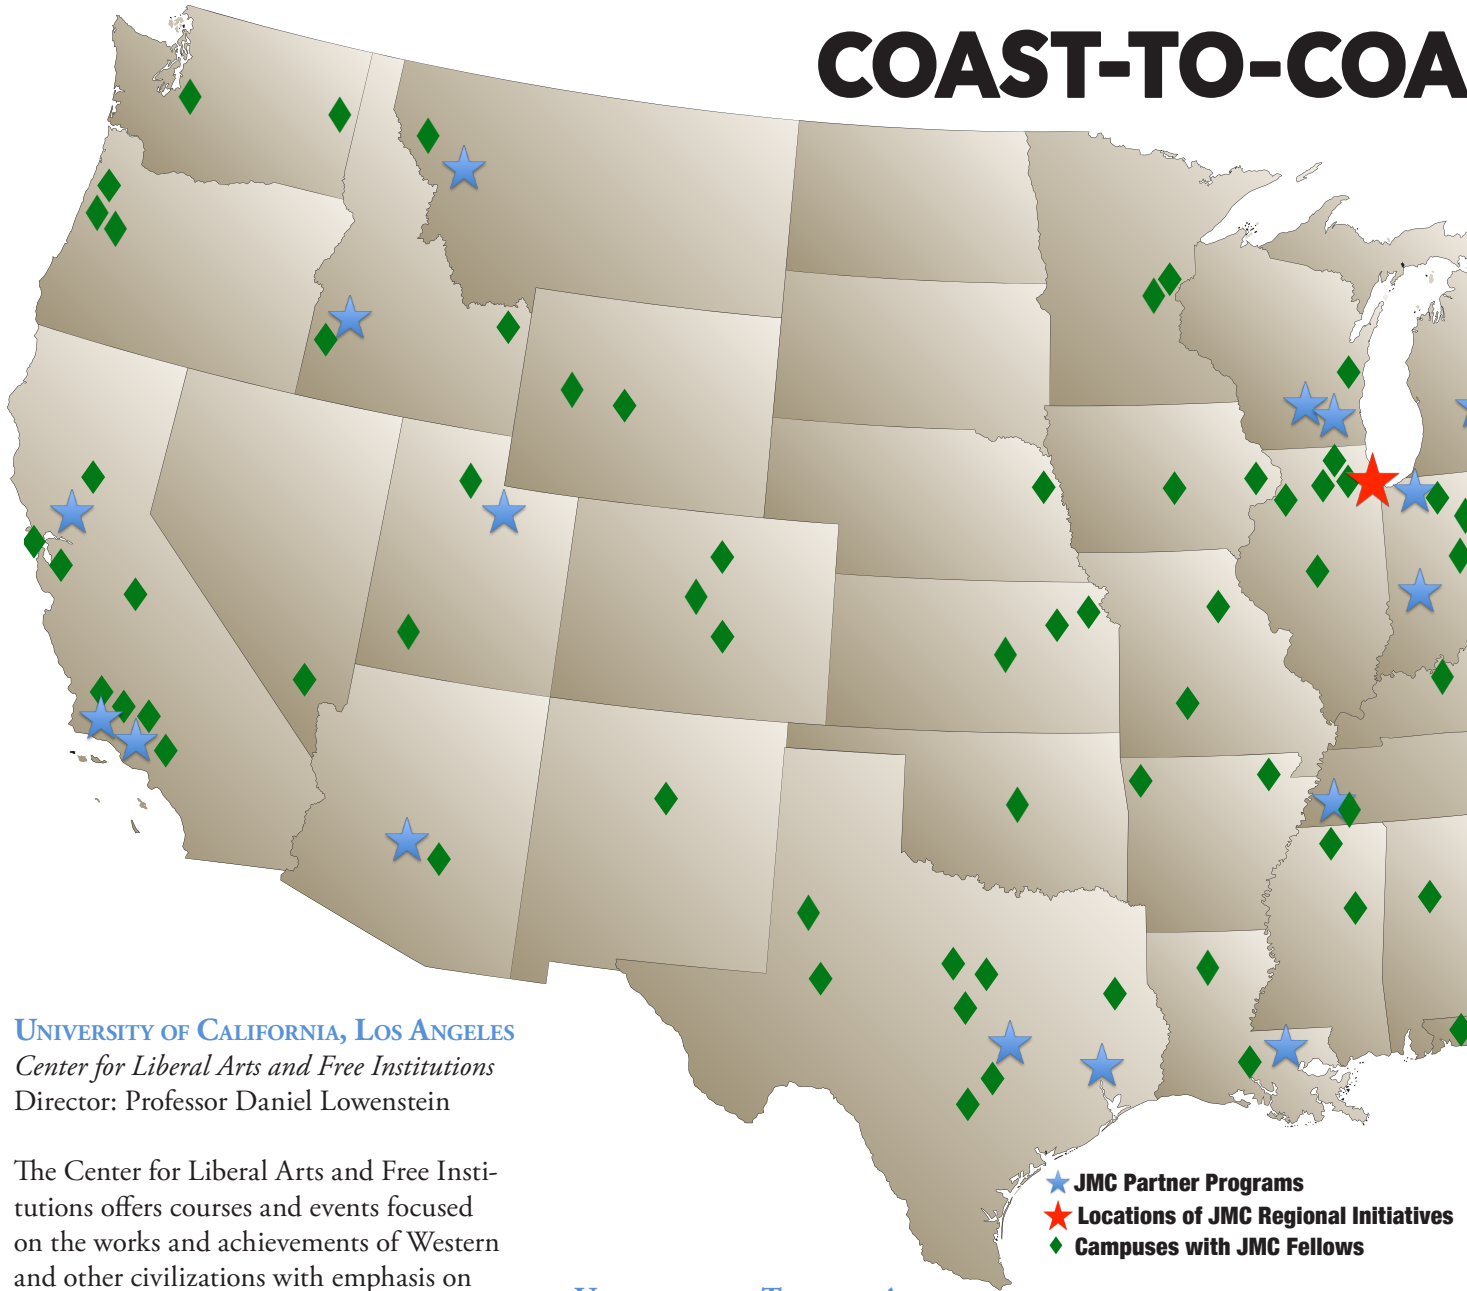 COAST-TO-COA
UNIVERSITY OF CALIFORNIA, LOS ANGELES
Center for Liberal Arts and Free Institutions
Director: Professor Daniel Lowenstein
The Center for Liberal Arts and Free Insti-
tutions offers courses and events focused
on the works and achievements of Western
and other civilizations with emphasis on
JMC Partner Programs
Locations of JMC Regional Initiatives
Campuses with JMC Fellows